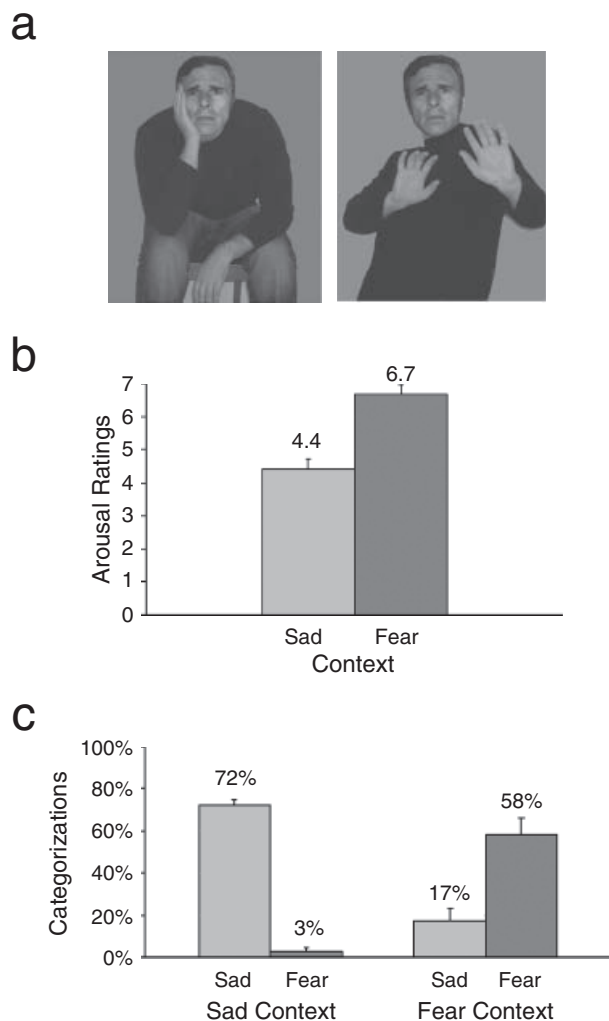 a
b
7
6
5
4
3
2
1
0
Arousal Ratings
4.4
6.7
Sad Fear
Context
c
100%
80%
60%
40%
20%
0%
Categorizations
72%
3%
17%
58%
Sad Fear Sad Fear
Sad Context Fear Context